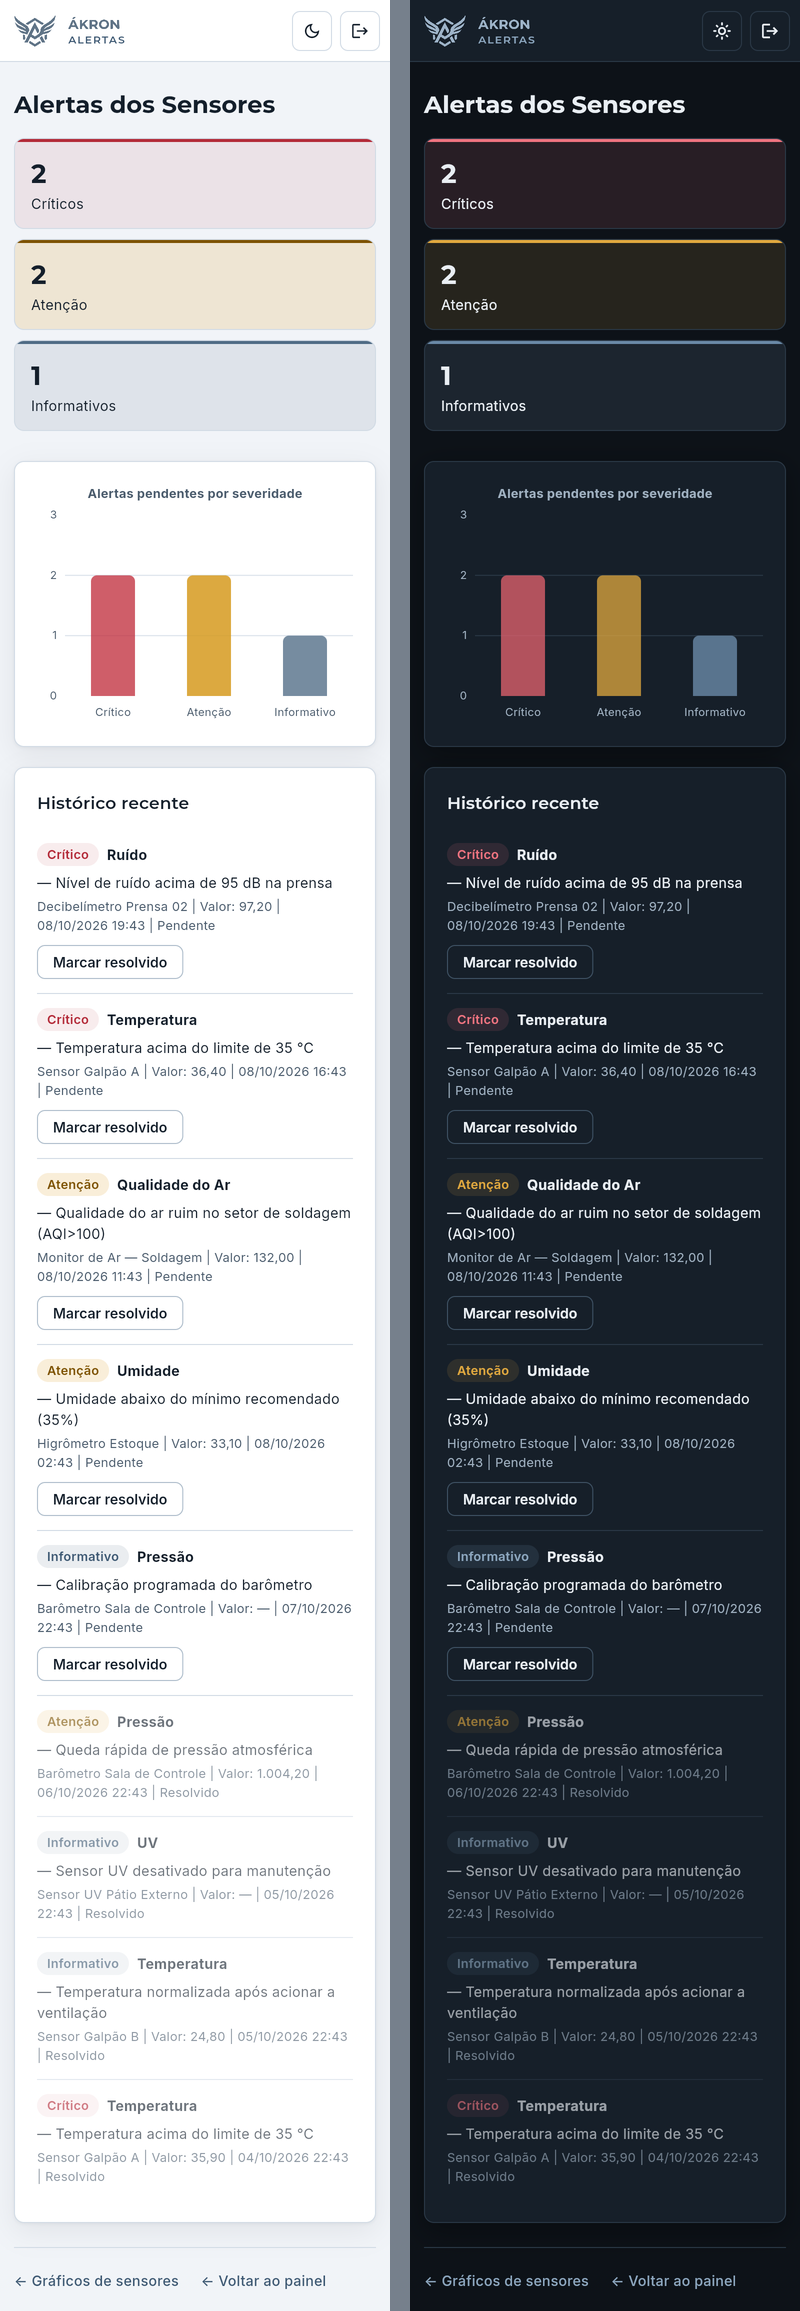 ÁKRON
ALERTAS
Alertas dos Sensores
2
Críticos
2
Atenção
1
Informativos
Alertas pendentes por severidade
3
2
1
0
Crítico Atenção Informativo
Histórico recente
Crítico Ruído
— Nível de ruído acima de 95 dB na prensa
Decibelímetro Prensa 02 | Valor: 97,20 |
08/10/2026 19:43 | Pendente
Marcar resolvido
Crítico Temperatura
— Temperatura acima do limite de 35 °C
Sensor Galpão A | Valor: 36,40 | 08/10/2026 16:43
| Pendente
Marcar resolvido
Atenção Qualidade do Ar
— Qualidade do ar ruim no setor de soldagem
(AQI>100)
Monitor de Ar — Soldagem | Valor: 132,00 |
08/10/2026 11:43 | Pendente
Marcar resolvido
Atenção Umidade
— Umidade abaixo do mínimo recomendado
(35%)
Higrômetro Estoque | Valor: 33,10 | 08/10/2026
02:43 | Pendente
Marcar resolvido
Informativo Pressão
— Calibração programada do barômetro
Barômetro Sala de Controle | Valor: — | 07/10/2026
22:43 | Pendente
Marcar resolvido
Atenção Pressão
— Queda rápida de pressão atmosférica
Barômetro Sala de Controle | Valor: 1.004,20 |
06/10/2026 22:43 | Resolvido
Informativo UV
— Sensor UV desativado para manutenção
Sensor UV Pátio Externo | Valor: — | 05/10/2026
22:43 | Resolvido
Informativo Temperatura
— Temperatura normalizada após acionar a
ventilação
Sensor Galpão B | Valor: 24,80 | 05/10/2026 22:43
| Resolvido
Crítico Temperatura
— Temperatura acima do limite de 35 °C
Sensor Galpão A | Valor: 35,90 | 04/10/2026 22:43
| Resolvido
← Gráficos de sensores ← Voltar ao painel
ÁKRON
ALERTAS
Alertas dos Sensores
2
Críticos
2
Atenção
1
Informativos
Alertas pendentes por severidade
3
2
1
0
Crítico Atenção Informativo
Histórico recente
Crítico Ruído
— Nível de ruído acima de 95 dB na prensa
Decibelímetro Prensa 02 | Valor: 97,20 |
08/10/2026 19:43 | Pendente
Marcar resolvido
Crítico Temperatura
— Temperatura acima do limite de 35 °C
Sensor Galpão A | Valor: 36,40 | 08/10/2026 16:43
| Pendente
Marcar resolvido
Atenção Qualidade do Ar
— Qualidade do ar ruim no setor de soldagem
(AQI>100)
Monitor de Ar — Soldagem | Valor: 132,00 |
08/10/2026 11:43 | Pendente
Marcar resolvido
Atenção Umidade
— Umidade abaixo do mínimo recomendado
(35%)
Higrômetro Estoque | Valor: 33,10 | 08/10/2026
02:43 | Pendente
Marcar resolvido
Informativo Pressão
— Calibração programada do barômetro
Barômetro Sala de Controle | Valor: — | 07/10/2026
22:43 | Pendente
Marcar resolvido
Atenção Pressão
— Queda rápida de pressão atmosférica
Barômetro Sala de Controle | Valor: 1.004,20 |
06/10/2026 22:43 | Resolvido
Informativo UV
— Sensor UV desativado para manutenção
Sensor UV Pátio Externo | Valor: — | 05/10/2026
22:43 | Resolvido
Informativo Temperatura
— Temperatura normalizada após acionar a
ventilação
Sensor Galpão B | Valor: 24,80 | 05/10/2026 22:43
| Resolvido
Crítico Temperatura
— Temperatura acima do limite de 35 °C
Sensor Galpão A | Valor: 35,90 | 04/10/2026 22:43
| Resolvido
← Gráficos de sensores ← Voltar ao painel